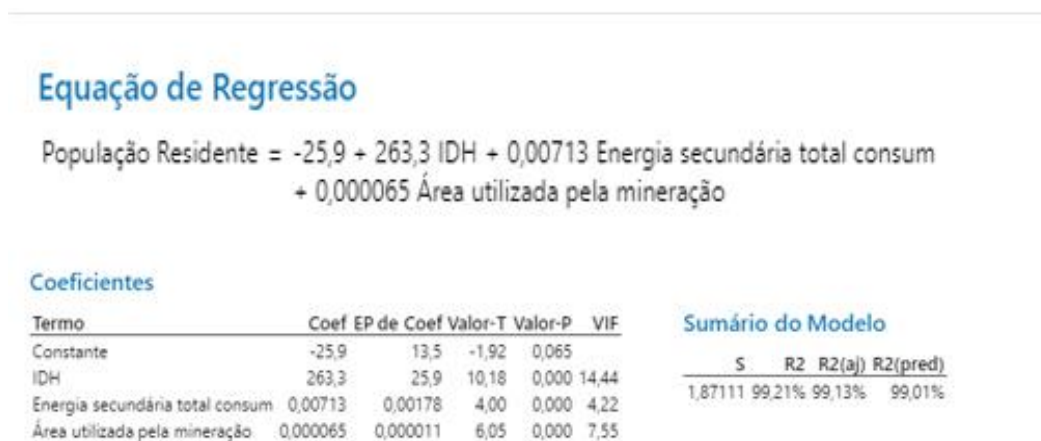 Equação de Regressão
População Residente = -25,9 + 263,3 IDH + 0,00713 Energia secundária total consum
+ 0,000065 Área utilizada pela mineração
Coeficientes
Termo Coef EP de Coef Valor-T Valor-P VIF
Constante -25,9 13,5 -1,92 0,065
IDH 263,3 25,9 10,18 0,000 14,44
Energia secundária total consum 0,00713 0,00178 4,00 0,000 4,22
Área utilizada pela mineração 0,000065 0,000011 6,05 0,000 7,55
Sumário do Modelo
S R2 R2(aj) R2(pred)
1,87111 99,21% 99,13% 99,01%